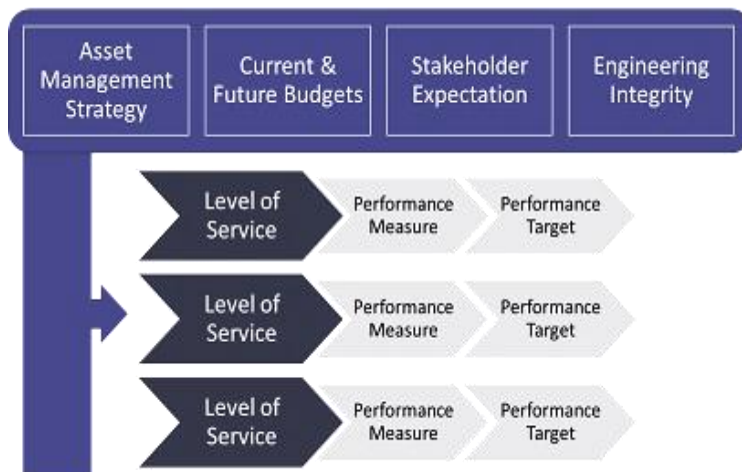 Asset
Management
Strategy
Current &
Future Budgets
Stakeholder
Expectation
Engineering
Integrity
Level of
Service
Performance
Measure
Performance
Target
Level of
Service
Performance
Measure
Performance
Target
Level of
Service
Performance
Measure
Performance
Target